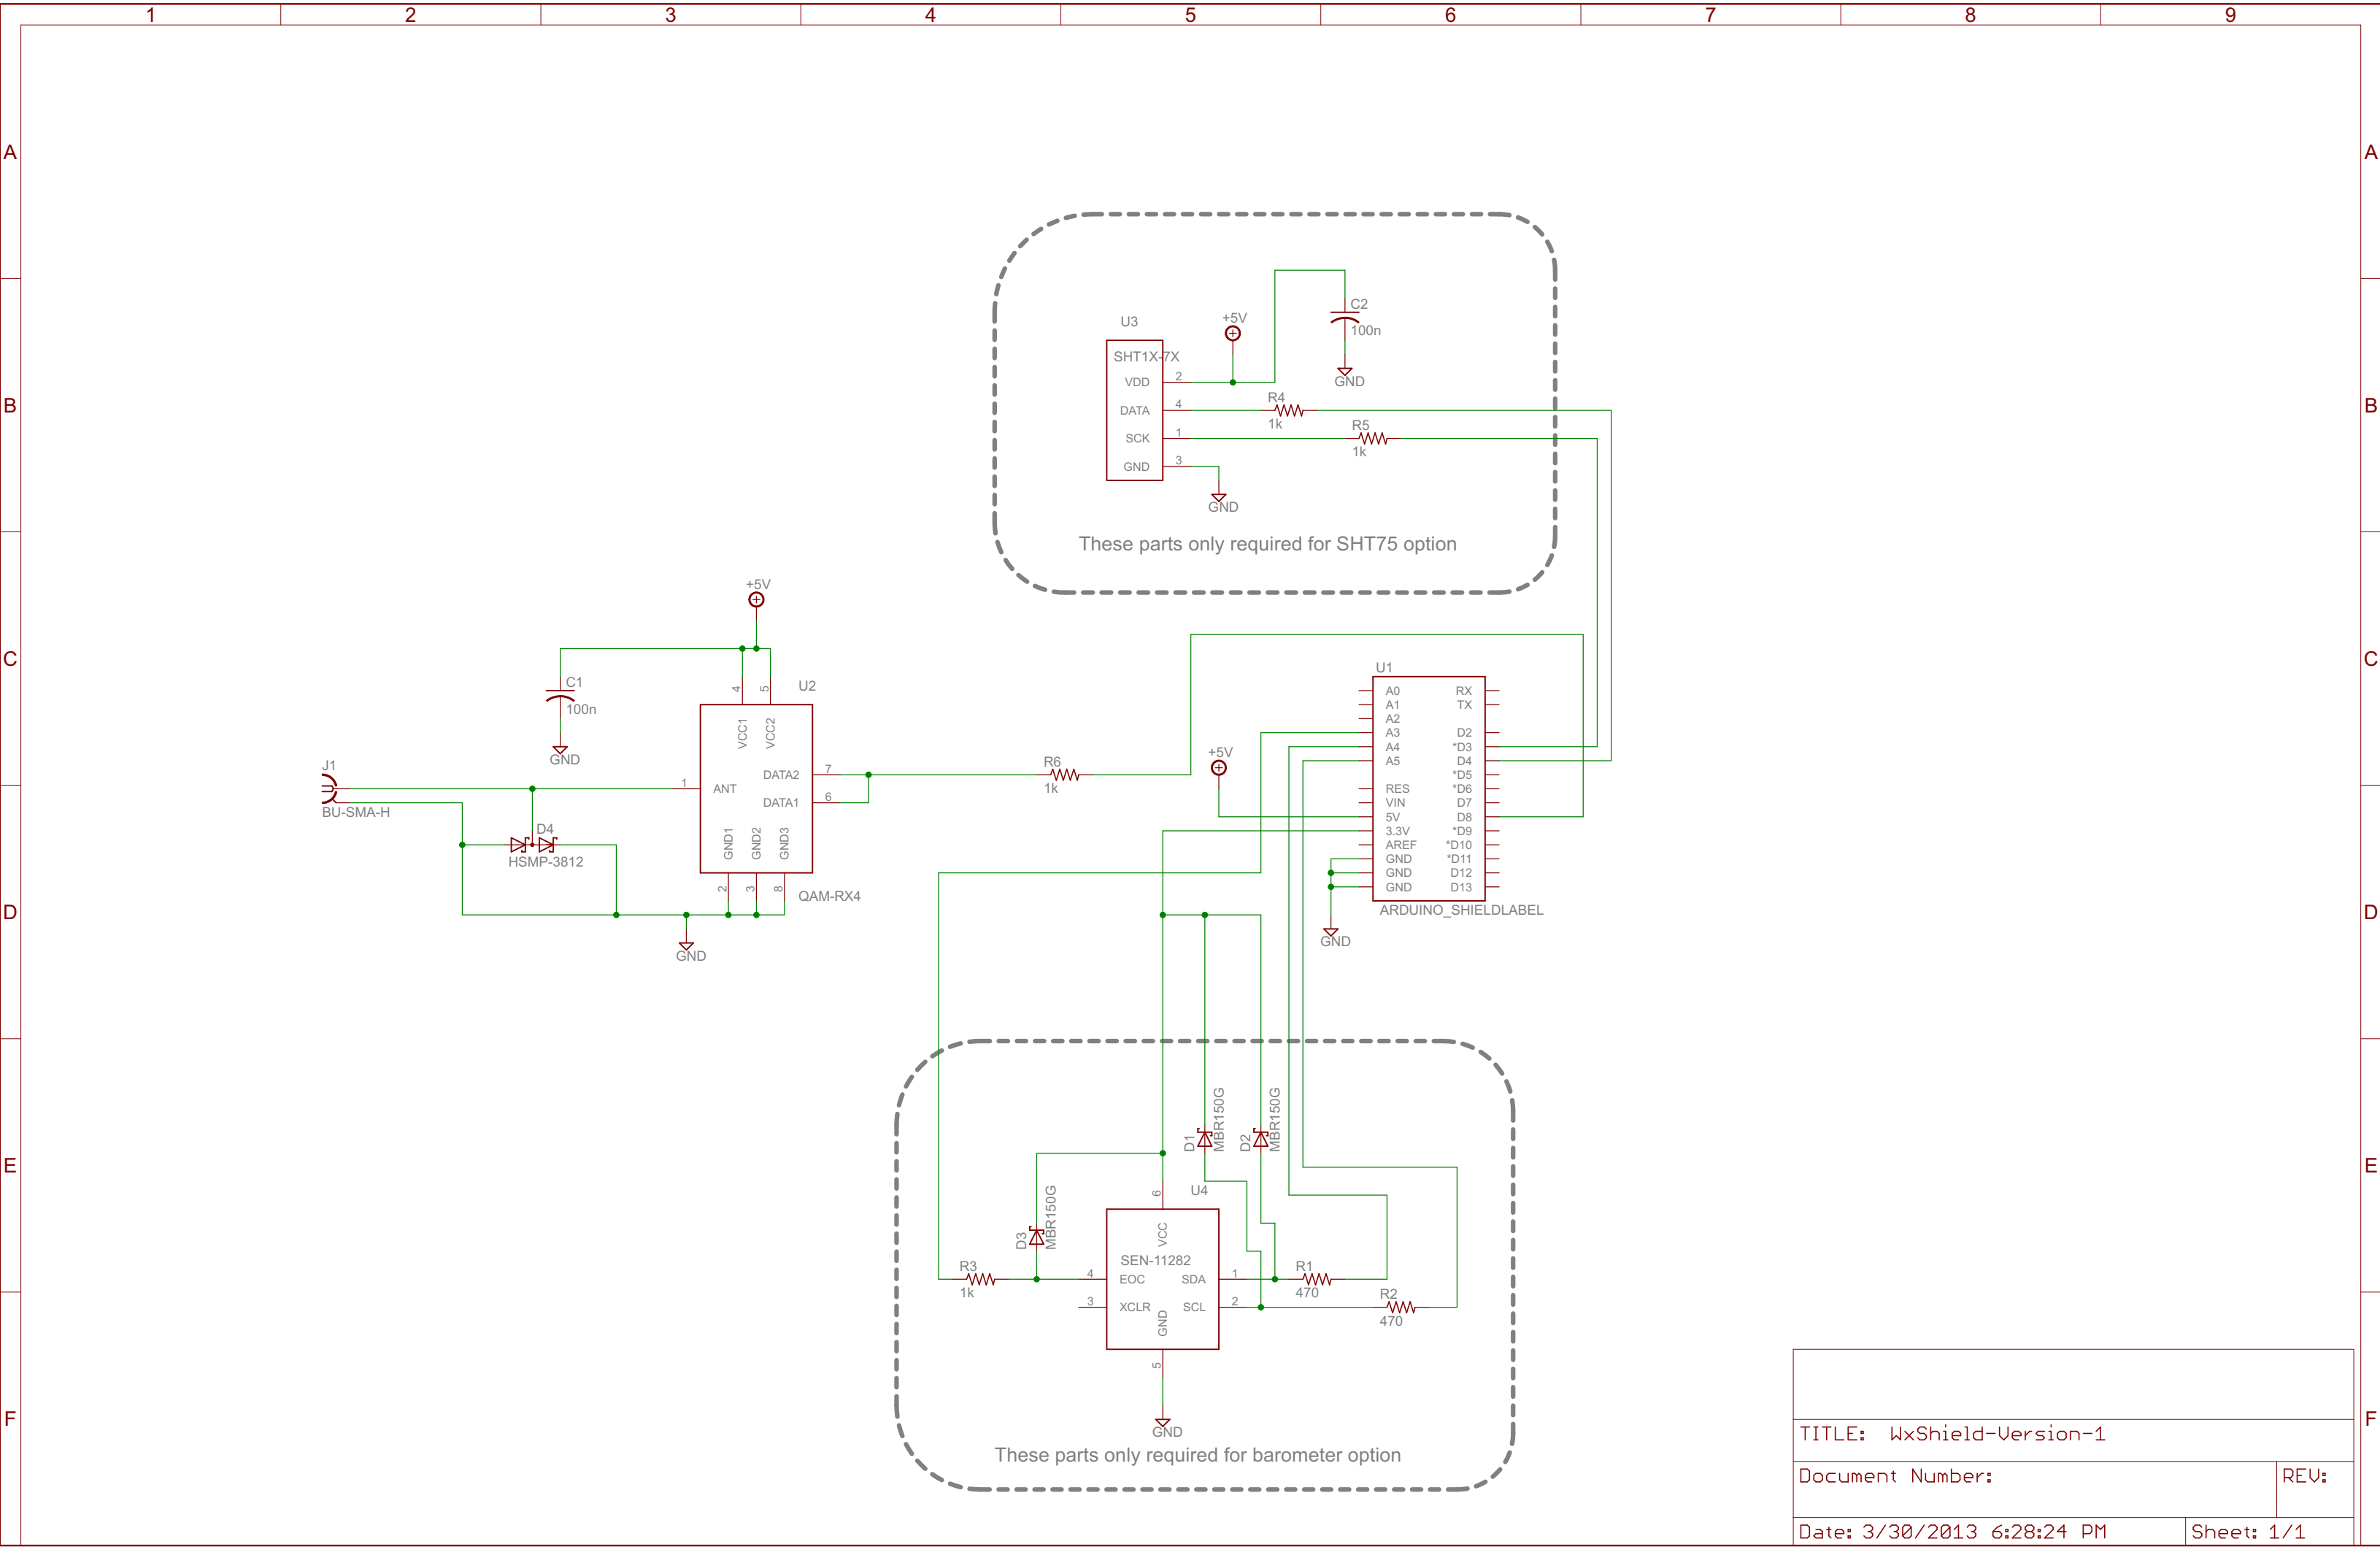 1 2 3 4 5 6 7 8 9
A A
B B
C C
D D
E E
F F
U3
SHT1X-7X
VDD 2
DATA 4
SCK 1
GND 3
+5V
C2
100n
GND
R4
1k
R5
1k
GND
These parts only required for SHT75 option
+5V
C1
100n
GND
4 5
U2
VCC1 VCC2
J1
BU-SMA-H
1 ANT
DATA2 7
DATA1 6
D4
HSMP-3812
GND1 GND2 GND3
2 3 8
QAM-RX4
GND
R6
1k
+5V
U1
A0 RX
A1 TX
A2
A3 D2
A4 *D3
A5 D4
*D5
RES *D6
VIN D7
5V D8
3.3V *D9
AREF *D10
GND *D11
GND D12
GND D13
ARDUINO_SHIELDLABEL
GND
D1 MBR150G
D2 MBR150G
D3 MBR150G
6 U4
VCC
SEN-11282
R3
1k
4 EOC SDA 1
3 XCLR SCL 2
GND
5
R1
470
R2
470
GND
These parts only required for barometer option
TITLE: WxShield-Version-1
Document Number:
REV:
Date: 3/30/2013 6:28:24 PM
Sheet: 1/1